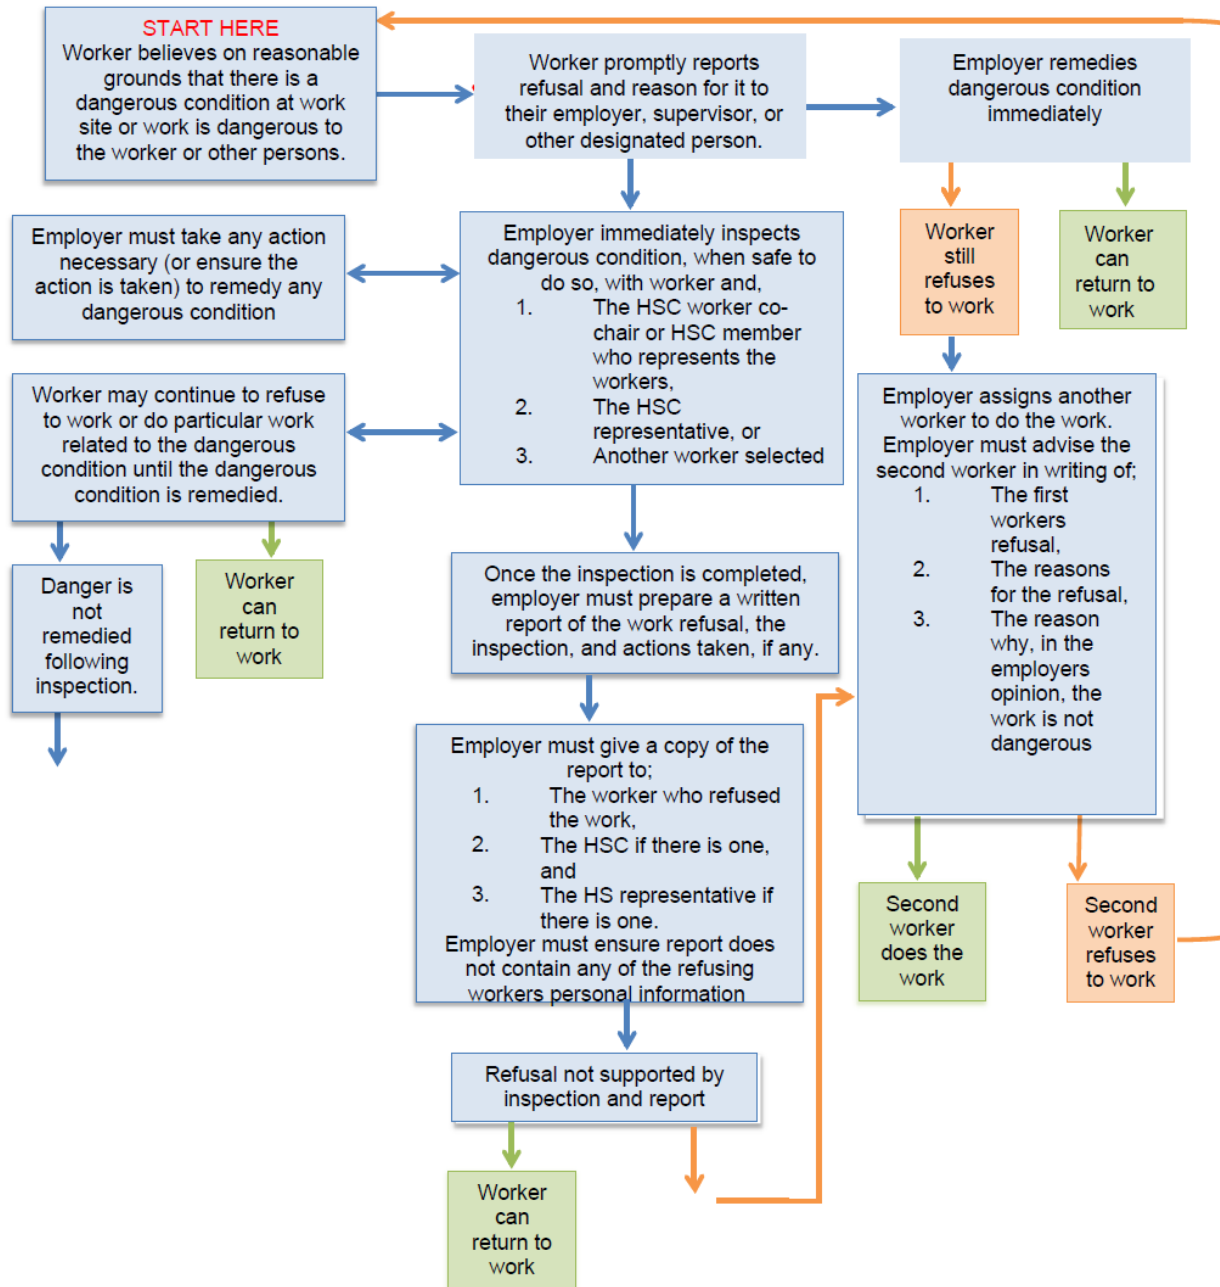 START HERE
Worker believes on reasonable
grounds that there is a
dangerous condition at work
site or work is dangerous to
the worker or other persons.
Worker promptly reports
refusal and reason for it to
their employer, supervisor, or
other designated person.
Employer remedies
dangerous condition
immediately
Employer must take any action
necessary (or ensure the
action is taken) to remedy any
dangerous condition
Employer immediately inspects
dangerous condition, when safe to
do so, with worker and,
1. The HSC worker co-
chair or HSC member
who represents the
workers,
2. The HSC
representative, or
3. Another worker selected
Worker
still
refuses
to work
Worker
can
return to
work
Worker may continue to refuse
to work or do particular work
related to the dangerous
condition until the dangerous
condition is remedied.
Employer assigns another
worker to do the work.
Employer must advise the
second worker in writing of;
1. The first
workers
refusal,
2. The reasons
for the refusal,
3. The reason
why, in the
employers
opinion, the
work is not
dangerous
Danger is
not
remedied
following
inspection.
Worker
can
return to
work
Once the inspection is completed,
employer must prepare a written
report of the work refusal, the
inspection, and actions taken, if any.
Employer must give a copy of the
report to;
1. The worker who refused
the work,
2. The HSC if there is one,
and
3. The HS representative if
there is one.
Employer must ensure report does
not contain any of the refusing
workers personal information
Second
worker
does the
work
Second
worker
refuses
to work
Refusal not supported by
inspection and report
Worker
can
return to
work